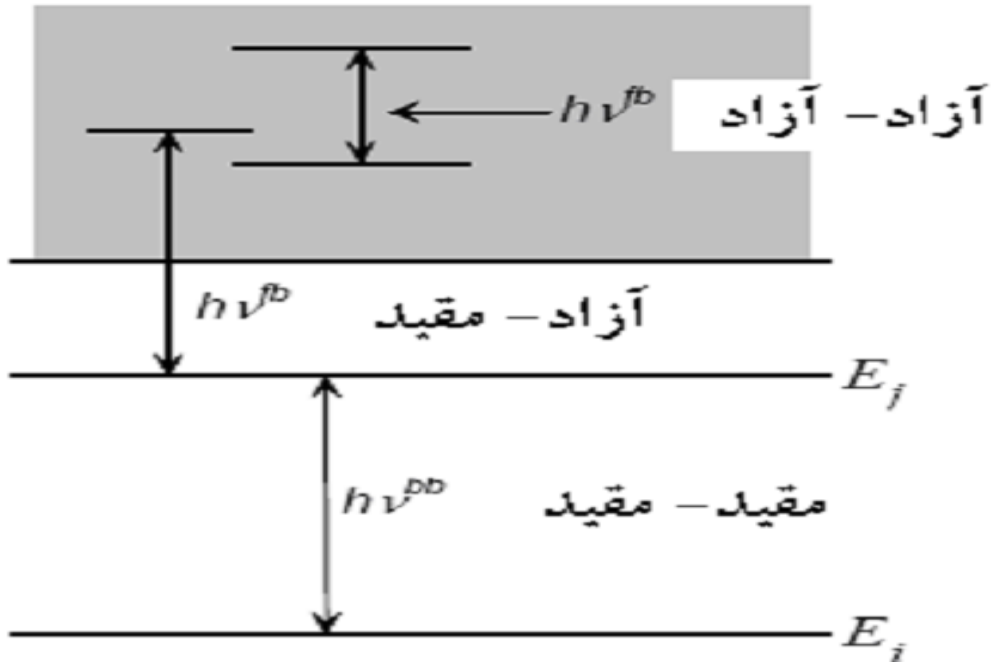 hν^fb آزاد – آزاد
hν^fb آزاد – مقید
E_j
hν^bb مقید – مقید
E_i